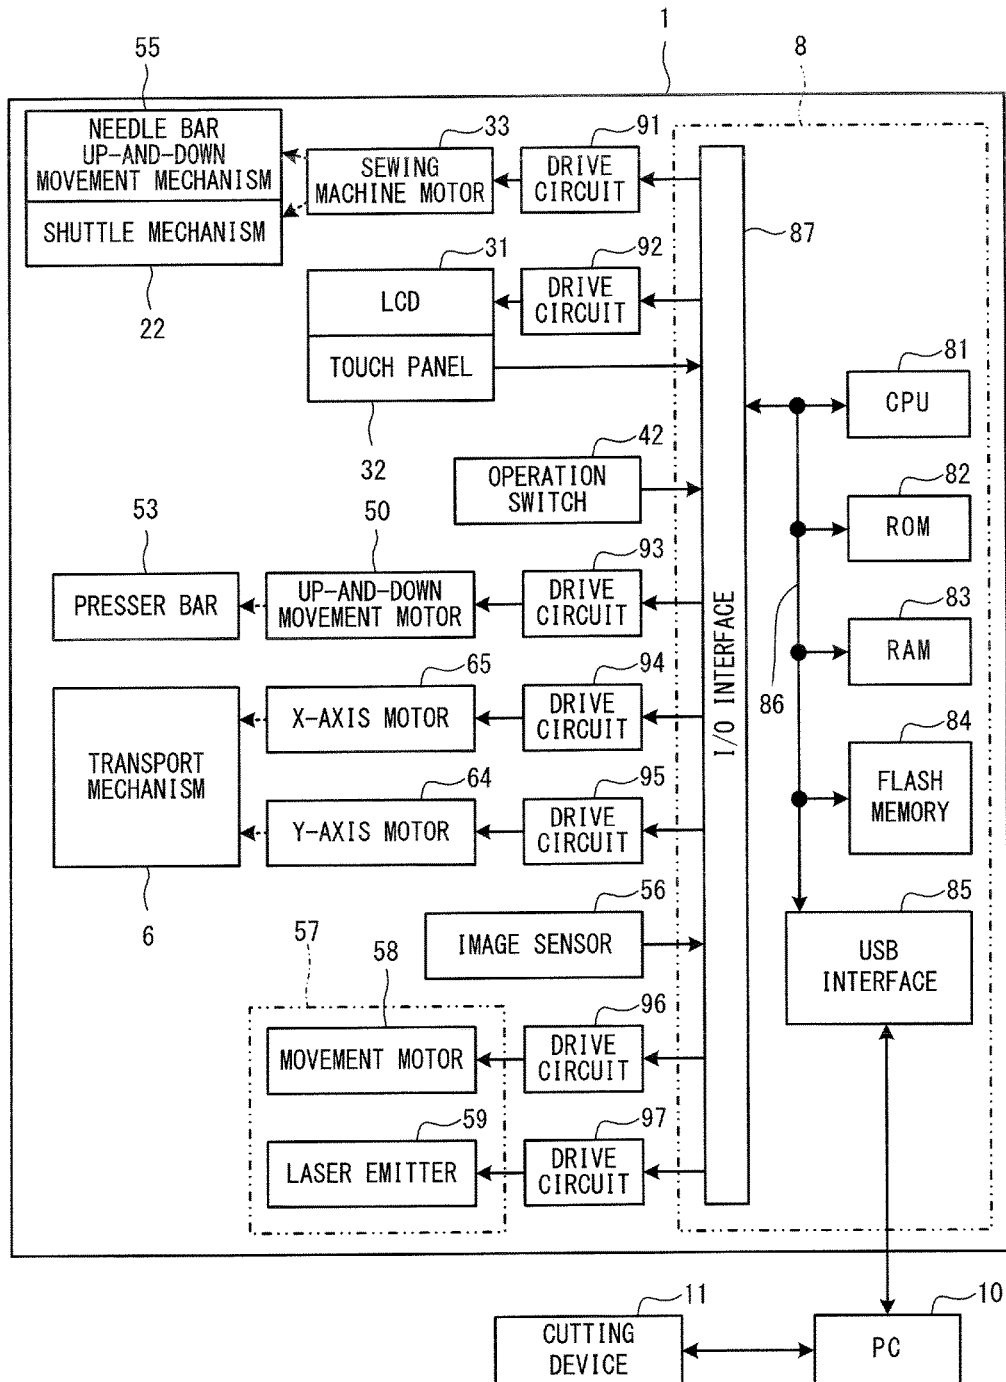 1
8
55
NEEDLE BAR
UP-AND-DOWN
MOVEMENT MECHANISM
SHUTTLE MECHANISM
22
33
SEWING
MACHINE MOTOR
91
DRIVE
CIRCUIT
87
31
LCD
TOUCH PANEL
32
92
DRIVE
CIRCUIT
42
OPERATION
SWITCH
53
PRESSER BAR
50
UP-AND-DOWN
MOVEMENT MOTOR
93
DRIVE
CIRCUIT
65
X-AXIS MOTOR
94
DRIVE
CIRCUIT
TRANSPORT
MECHANISM
6
64
Y-AXIS MOTOR
95
DRIVE
CIRCUIT
56
IMAGE SENSOR
57
58
MOVEMENT MOTOR
96
DRIVE
CIRCUIT
59
LASER EMITTER
97
DRIVE
CIRCUIT
I/O INTERFACE
86
81
CPU
82
ROM
83
RAM
84
FLASH
MEMORY
85
USB
INTERFACE
11
CUTTING
DEVICE
10
PC